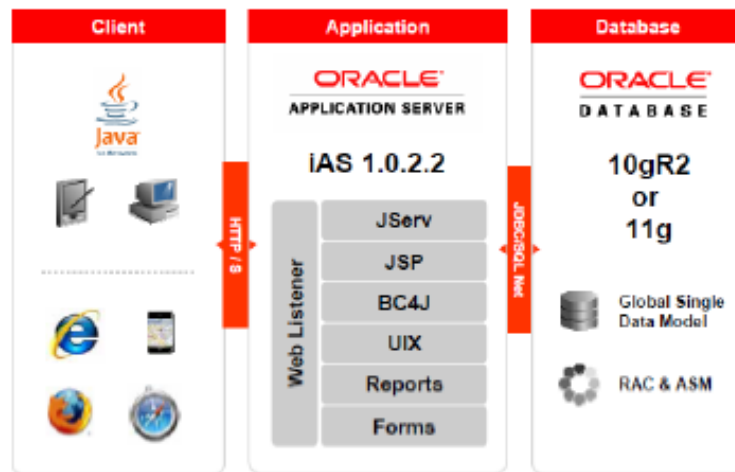 Client
Java
HTTP / S
Application
ORACLE
APPLICATION SERVER
iAS 1.0.2.2
Web Listener
JServ
JSP
BC4J
UIX
Reports
Forms
JDBC/SQL Net
Database
ORACLE
DATABASE
10gR2
or
11g
Global Single
Data Model
RAC & ASM